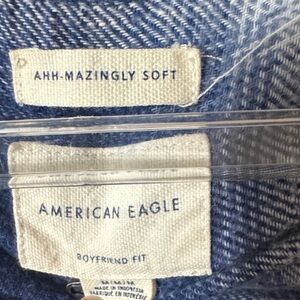 AHH-MAZINGLY SOFT
AMERICAN EAGLE
BOYFRIEND FIT
MADE IN INDONESIA